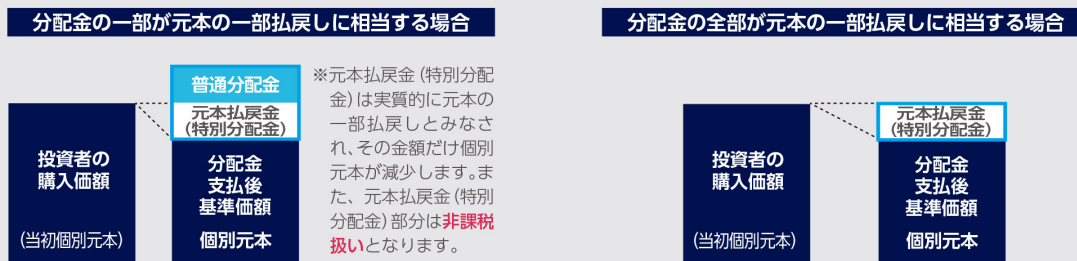 分配金の一部が元本の一部払戻しに相当する場合
普通分配金
元本払戻金
(特別分配金)
投資者の
購入価額
(当初個別元本)
分配金
支払後
基準価額
個別元本
※元本払戻金(特別分配
金)は実質的に元本の
一部払戻しとみなさ
れ、その金額だけ個別
元本が減少します。ま
た、元本払戻金(特別
分配金)部分は非課税
扱いとなります。
分配金の全部が元本の一部払戻しに相当する場合
元本払戻金
(特別分配金)
投資者の
購入価額
(当初個別元本)
分配金
支払後
基準価額
個別元本